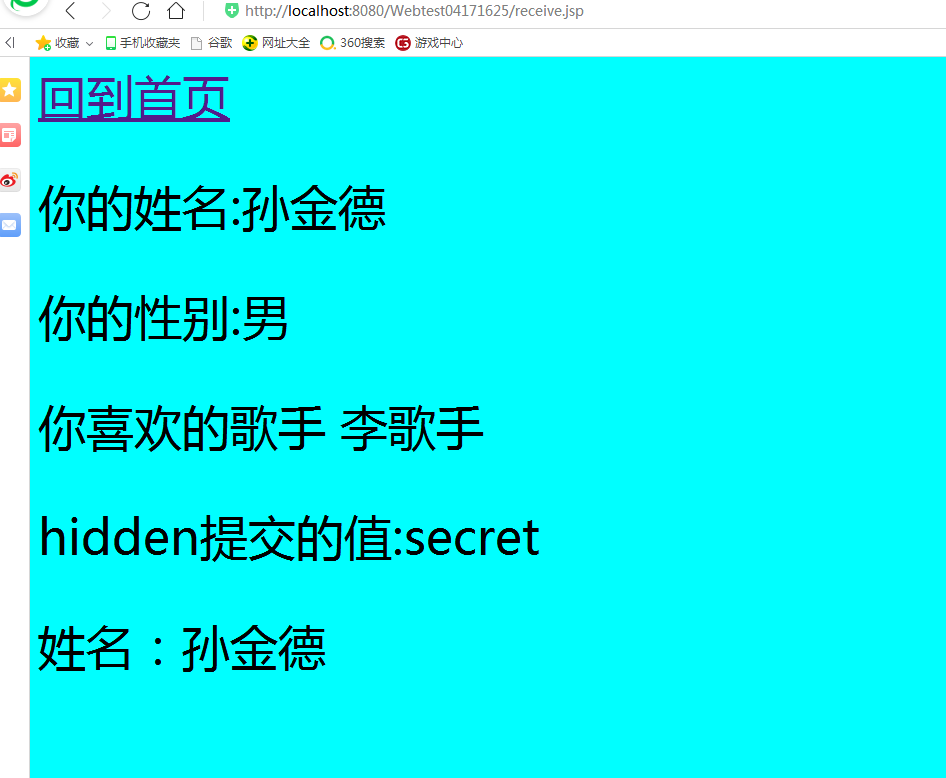 http://localhost:8080/Webtest04171625/receive.jsp
收藏 手机收藏夹 谷歌 网址大全 360搜索 游戏中心
回到首页
你的姓名:孙金德
你的性别:男
你喜欢的歌手 李歌手
hidden提交的值:secret
姓名：孙金德